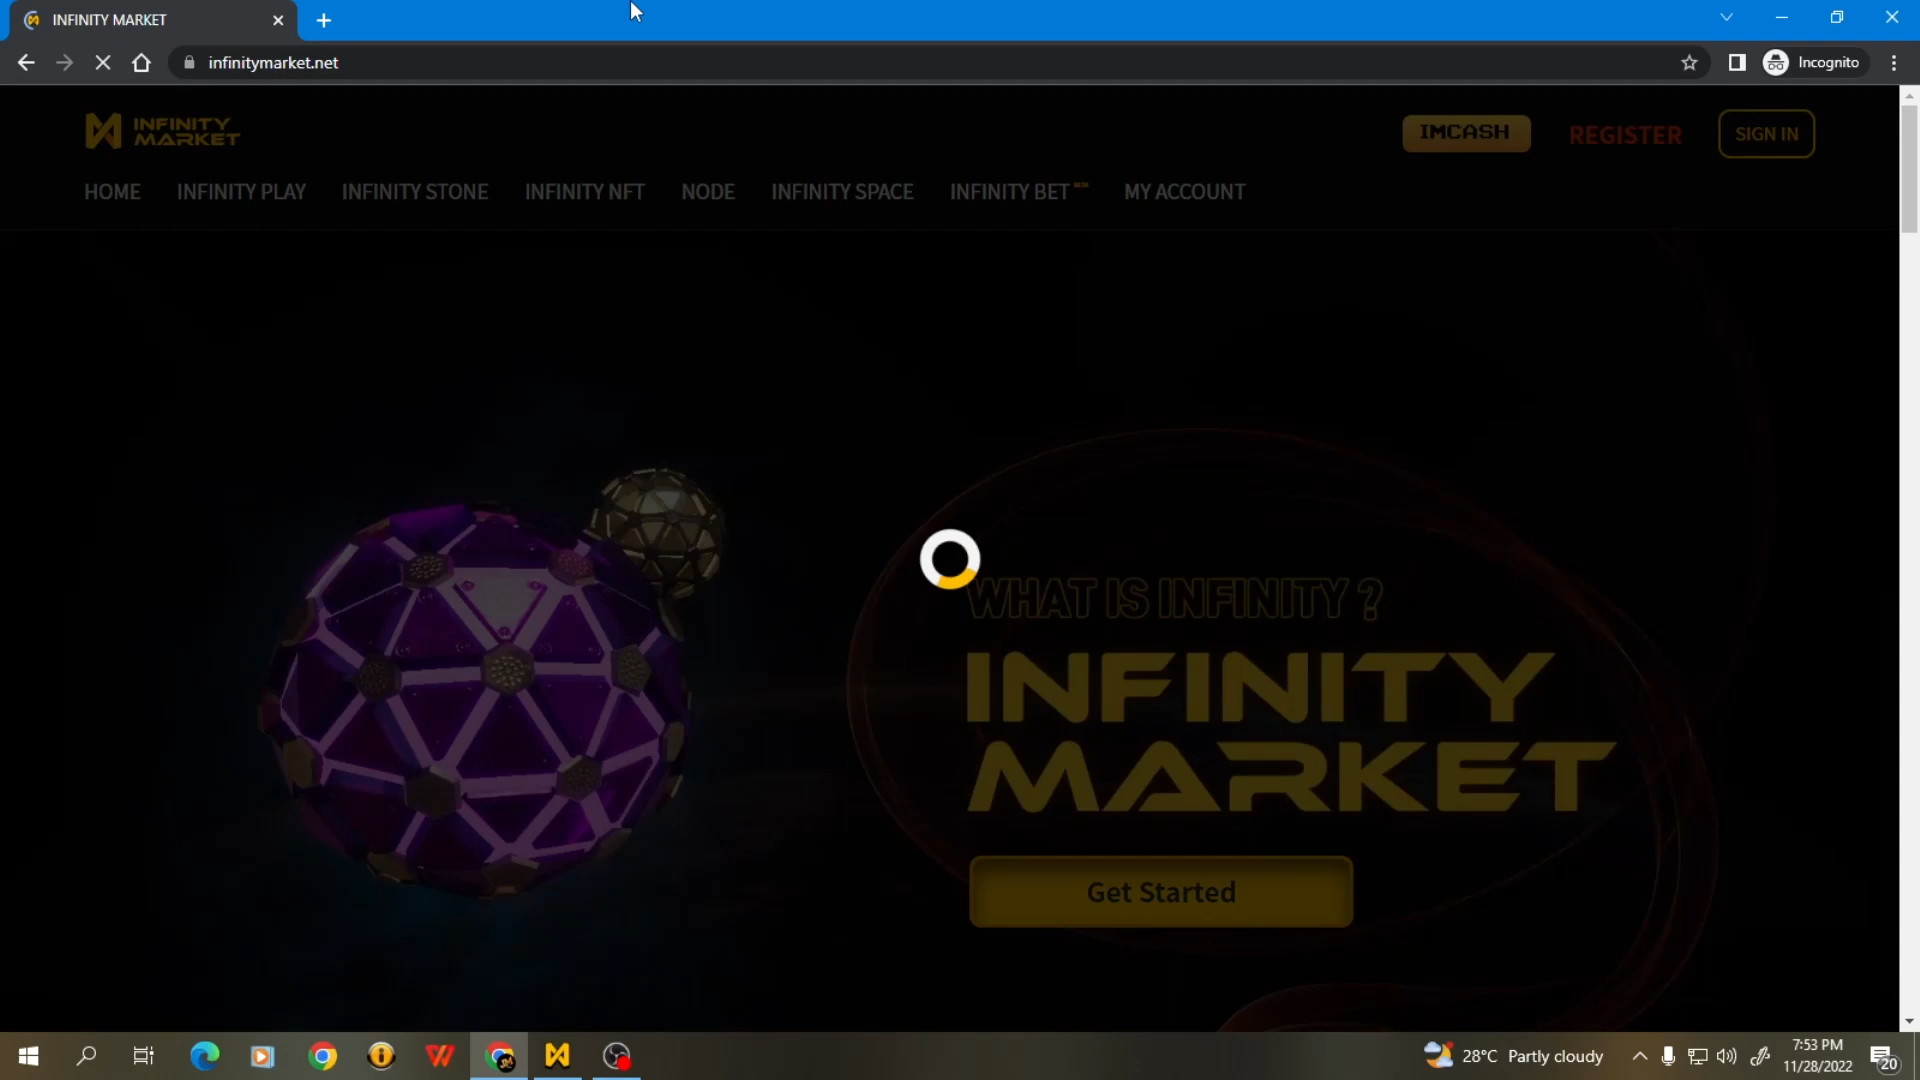 INFINITY MARKET
infinitymarket.net
Incognito
INFINITY
MARKET
IMCASH
REGISTER
SIGN IN
HOME
INFINITY PLAY
INFINITY STONE
INFINITY NFT
NODE
INFINITY SPACE
INFINITY BET BETA
MY ACCOUNT
WHAT IS INFINITY ?
INFINITY
MARKET
Get Started
28°C Partly cloudy
7:53 PM
11/28/2022
20